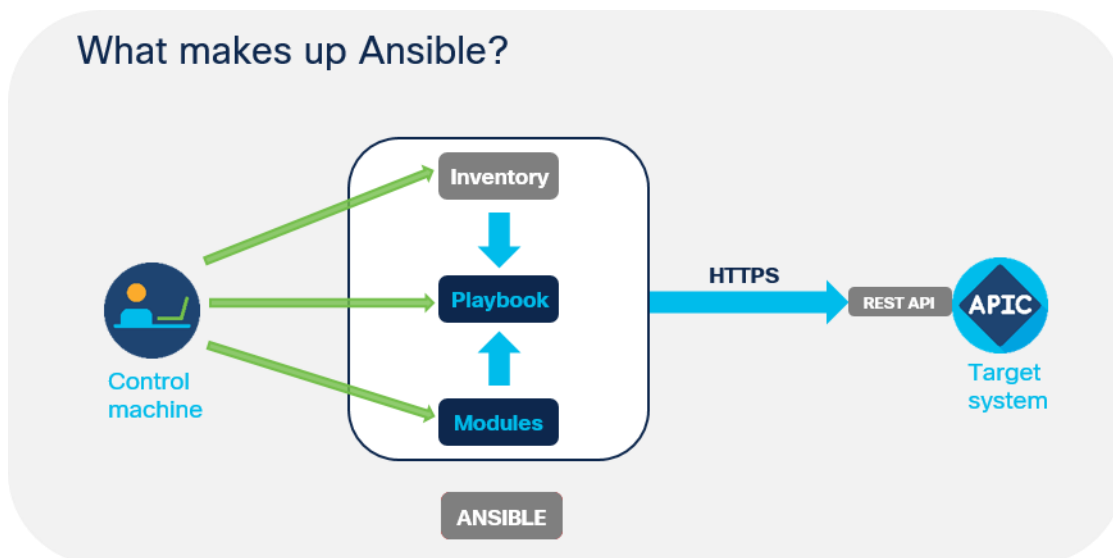 What makes up Ansible?
Inventory
Playbook
Modules
ANSIBLE
Control
machine
HTTPS
REST API
APIC
Target
system